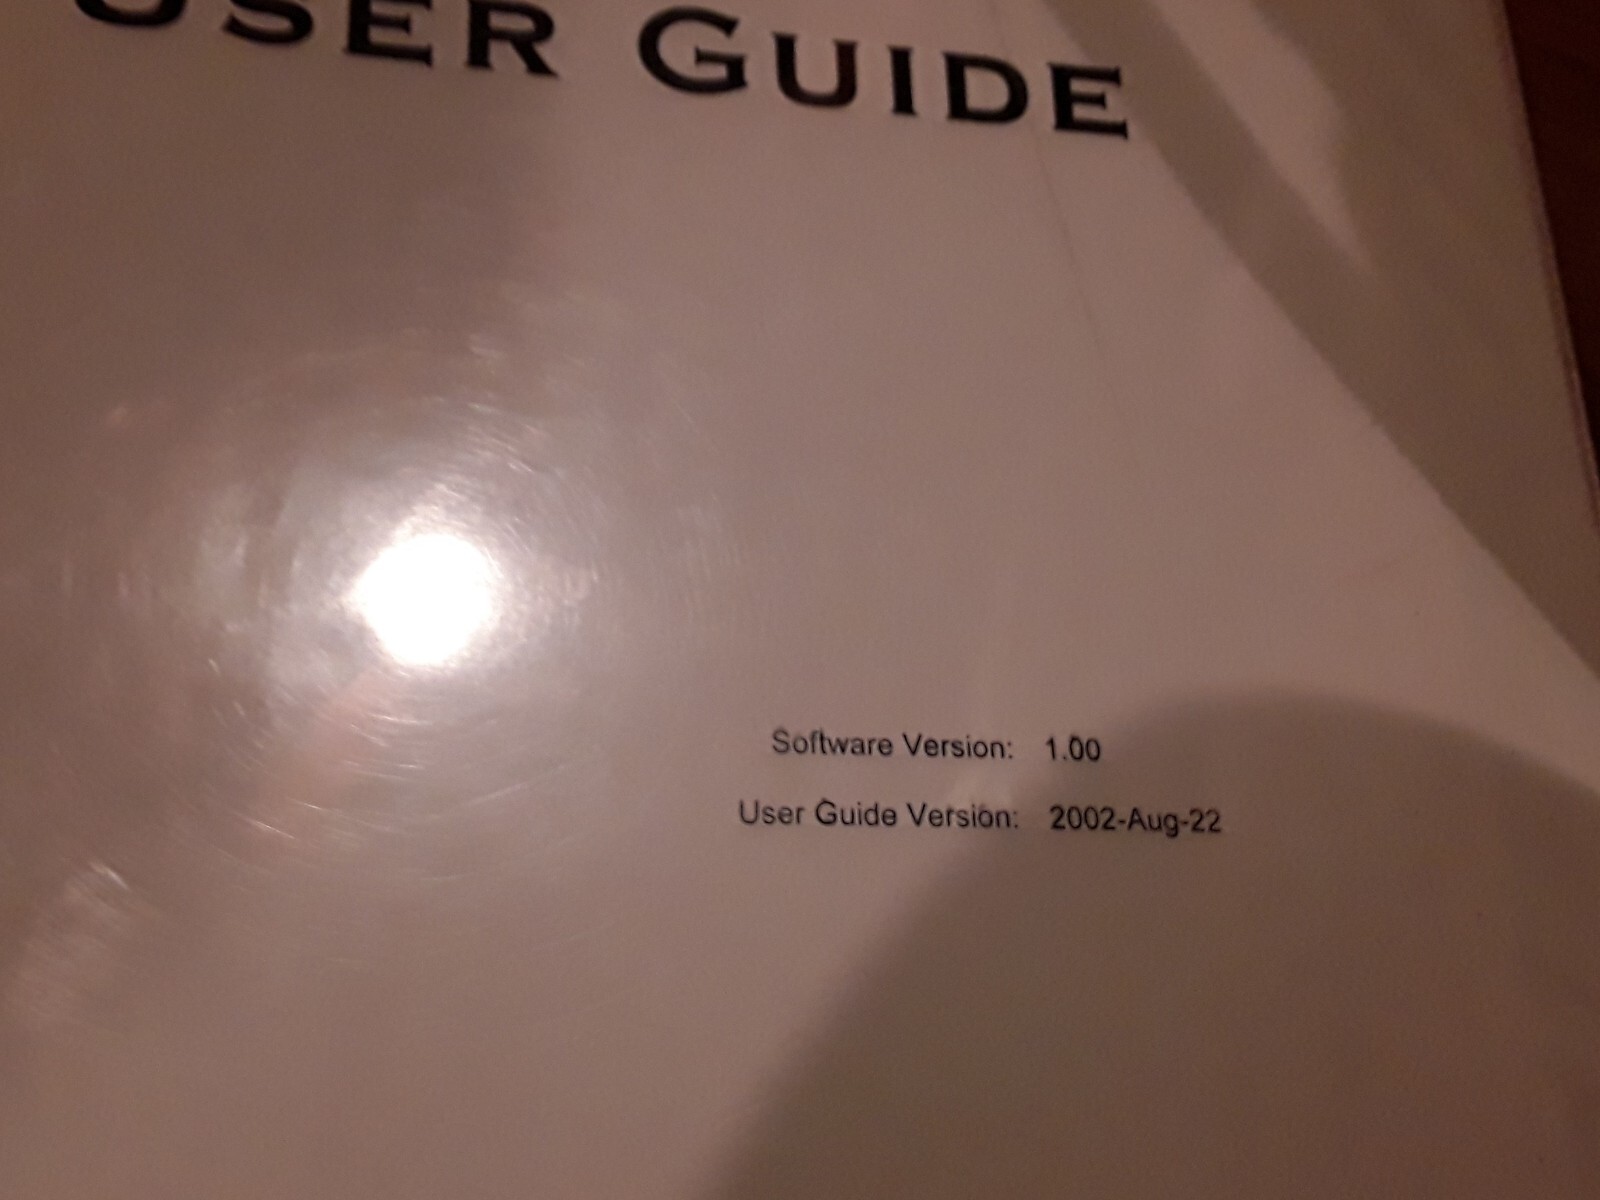 USER GUIDE
Software Version: 1.00
User Guide Version: 2002-Aug-22